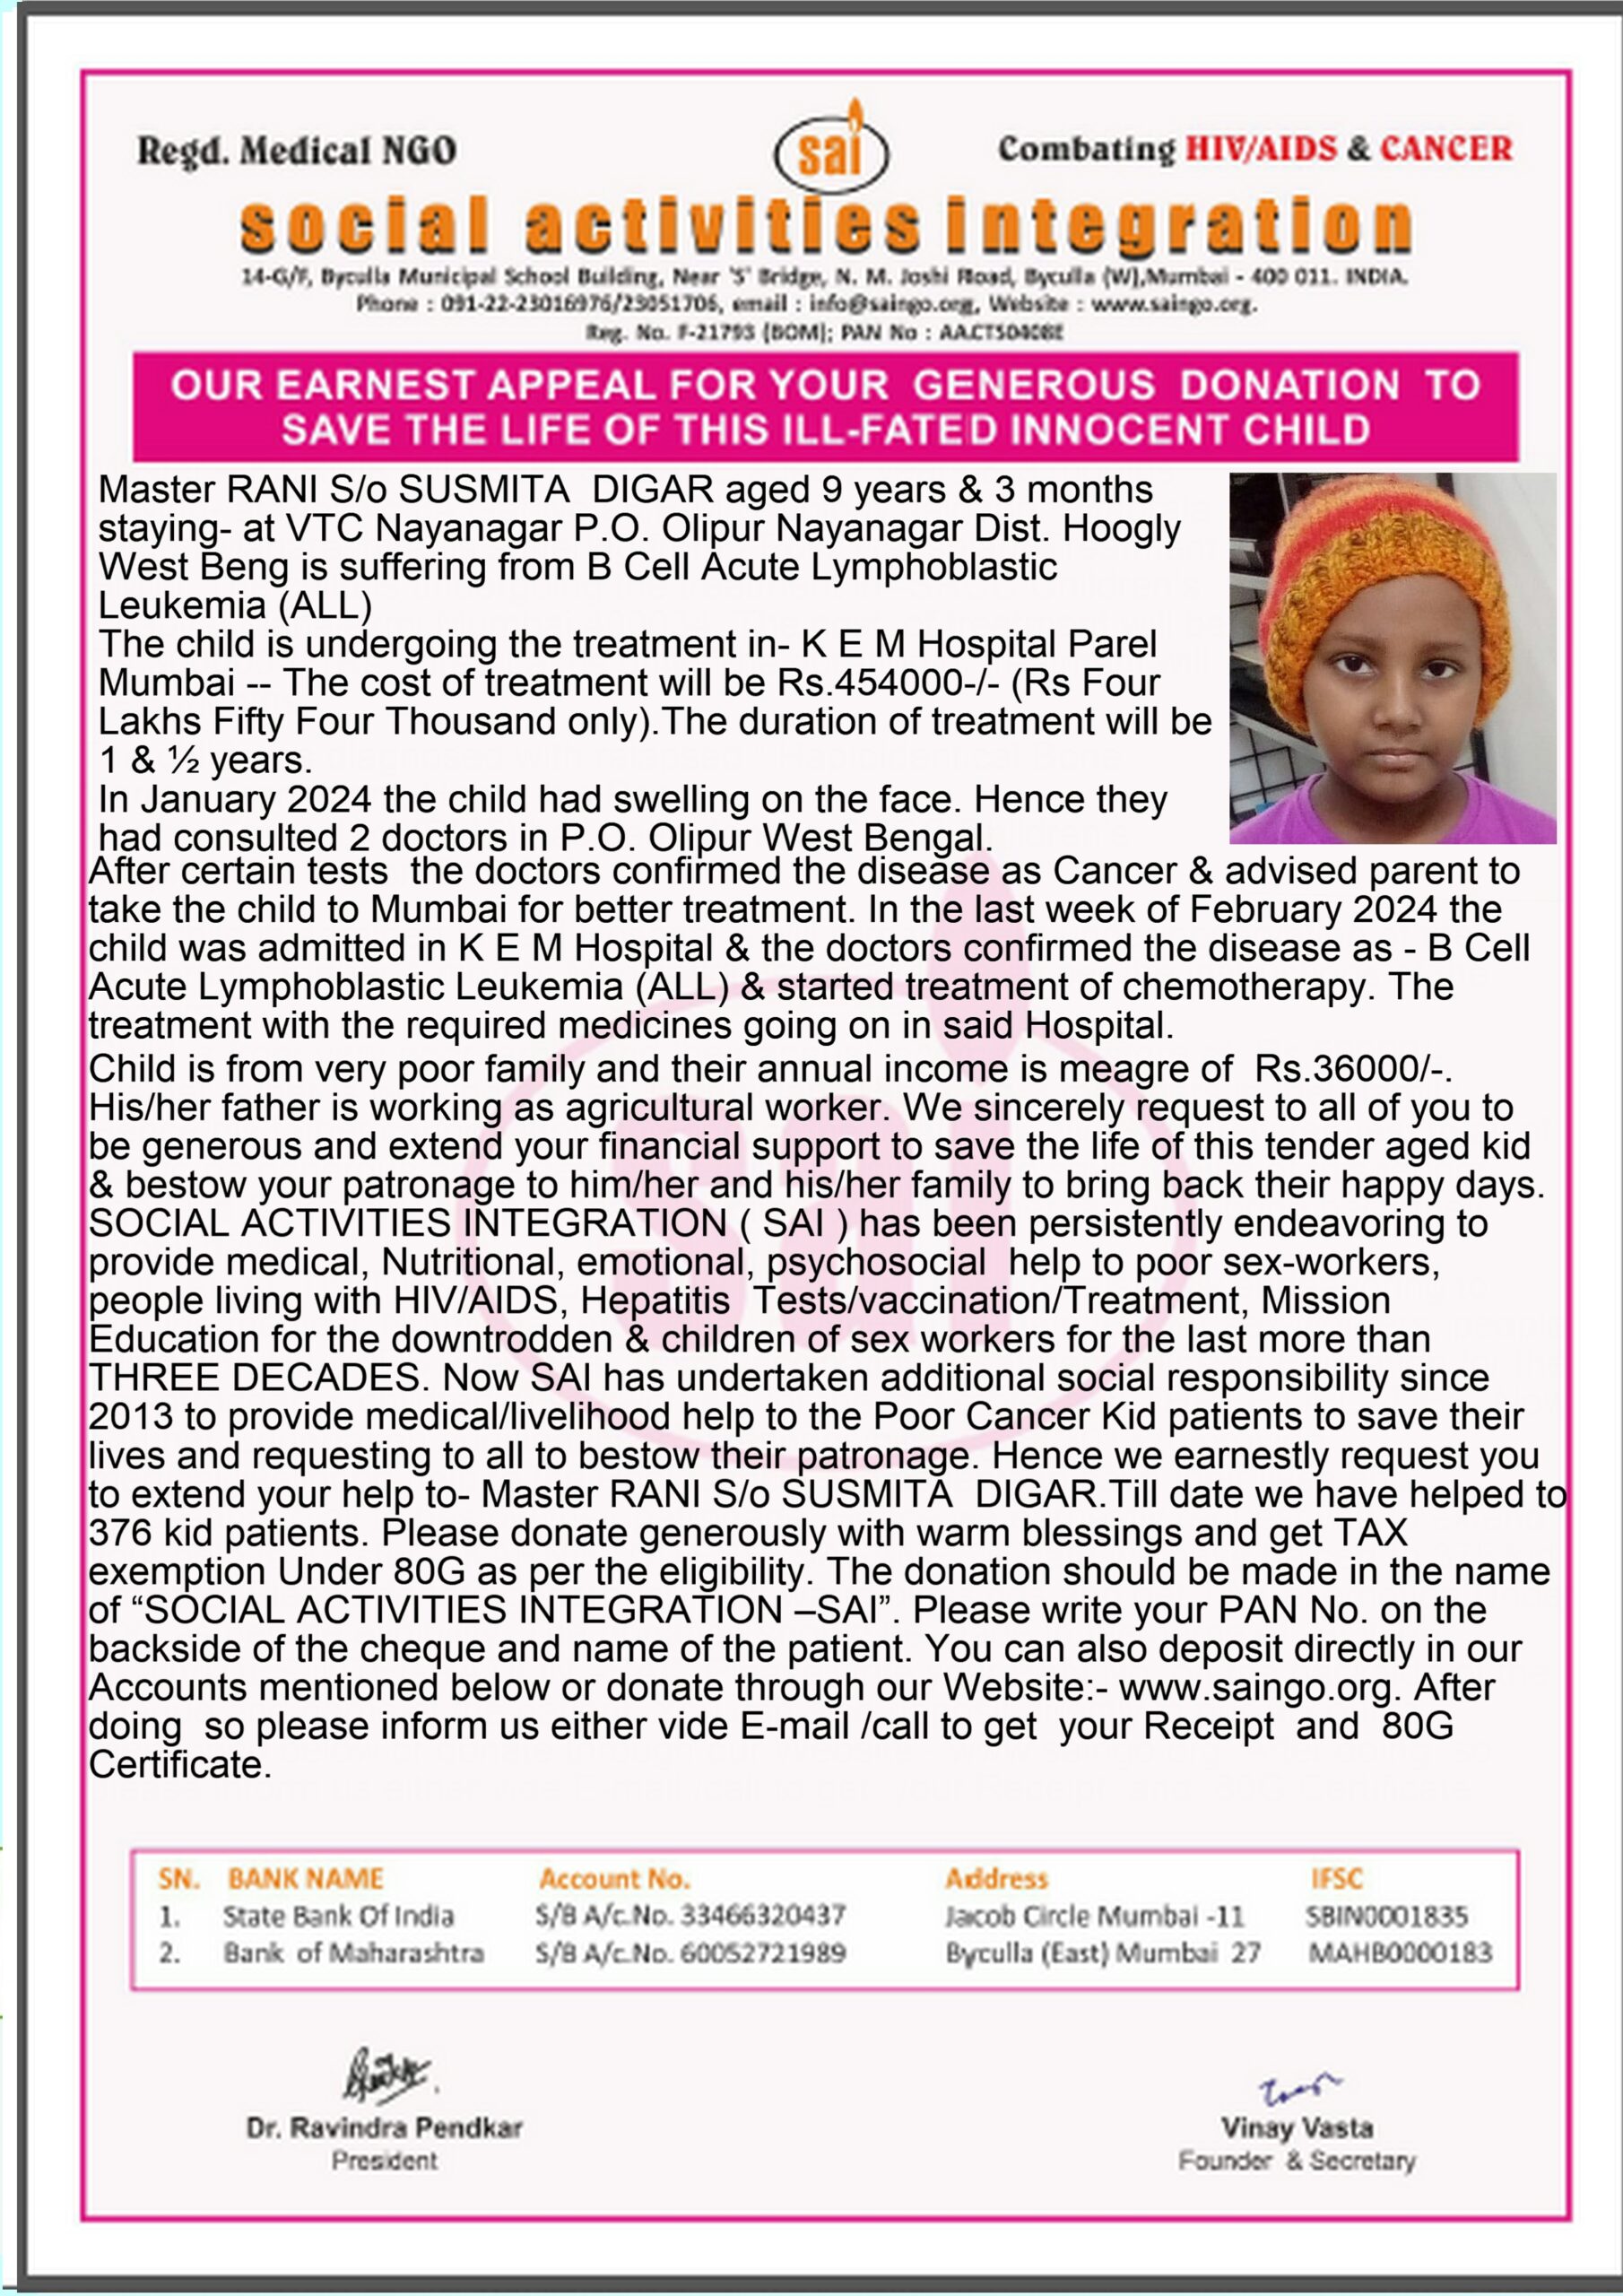 Regd. Medical NGO
sai
Combating HIV/AIDS & CANCER
social activities integration
14-G/F, Byculla Municipal School Building, Near 'S' Bridge, N. M. Joshi Road, Byculla (W),Mumbai - 400 011. INDIA.
Phone : 091-22-23016976/23051706, email : info@saingo.org, Website : www.saingo.org.
Reg. No. F-21793 (BOM); PAN No : AACTS0408E
OUR EARNEST APPEAL FOR YOUR GENEROUS DONATION TO
SAVE THE LIFE OF THIS ILL-FATED INNOCENT CHILD
Master RANI S/o SUSMITA DIGAR aged 9 years & 3 months
staying- at VTC Nayanagar P.O. Olipur Nayanagar Dist. Hoogly
West Beng is suffering from B Cell Acute Lymphoblastic
Leukemia (ALL)
The child is undergoing the treatment in- K E M Hospital Parel
Mumbai -- The cost of treatment will be Rs.454000-/- (Rs Four
Lakhs Fifty Four Thousand only).The duration of treatment will be
1 & ½ years.
In January 2024 the child had swelling on the face. Hence they
had consulted 2 doctors in P.O. Olipur West Bengal.
After certain tests the doctors confirmed the disease as Cancer & advised parent to
take the child to Mumbai for better treatment. In the last week of February 2024 the
child was admitted in K E M Hospital & the doctors confirmed the disease as - B Cell
Acute Lymphoblastic Leukemia (ALL) & started treatment of chemotherapy. The
treatment with the required medicines going on in said Hospital.
Child is from very poor family and their annual income is meagre of Rs.36000/-.
His/her father is working as agricultural worker. We sincerely request to all of you to
be generous and extend your financial support to save the life of this tender aged kid
& bestow your patronage to him/her and his/her family to bring back their happy days.
SOCIAL ACTIVITIES INTEGRATION ( SAI ) has been persistently endeavoring to
provide medical, Nutritional, emotional, psychosocial help to poor sex-workers,
people living with HIV/AIDS, Hepatitis Tests/vaccination/Treatment, Mission
Education for the downtrodden & children of sex workers for the last more than
THREE DECADES. Now SAI has undertaken additional social responsibility since
2013 to provide medical/livelihood help to the Poor Cancer Kid patients to save their
lives and requesting to all to bestow their patronage. Hence we earnestly request you
to extend your help to- Master RANI S/o SUSMITA DIGAR.Till date we have helped to
376 kid patients. Please donate generously with warm blessings and get TAX
exemption Under 80G as per the eligibility. The donation should be made in the name
of “SOCIAL ACTIVITIES INTEGRATION –SAI”. Please write your PAN No. on the
backside of the cheque and name of the patient. You can also deposit directly in our
Accounts mentioned below or donate through our Website:- www.saingo.org. After
doing so please inform us either vide E-mail /call to get your Receipt and 80G
Certificate.
SN. BANK NAME Account No. Address IFSC
1. State Bank Of India S/B A/c.No. 33466320437 Jacob Circle Mumbai -11 SBIN0001835
2. Bank of Maharashtra S/B A/c.No. 60052721989 Byculla (East) Mumbai 27 MAHB0000183
Dr. Ravindra Pendkar
President
Vinay Vasta
Founder & Secretary